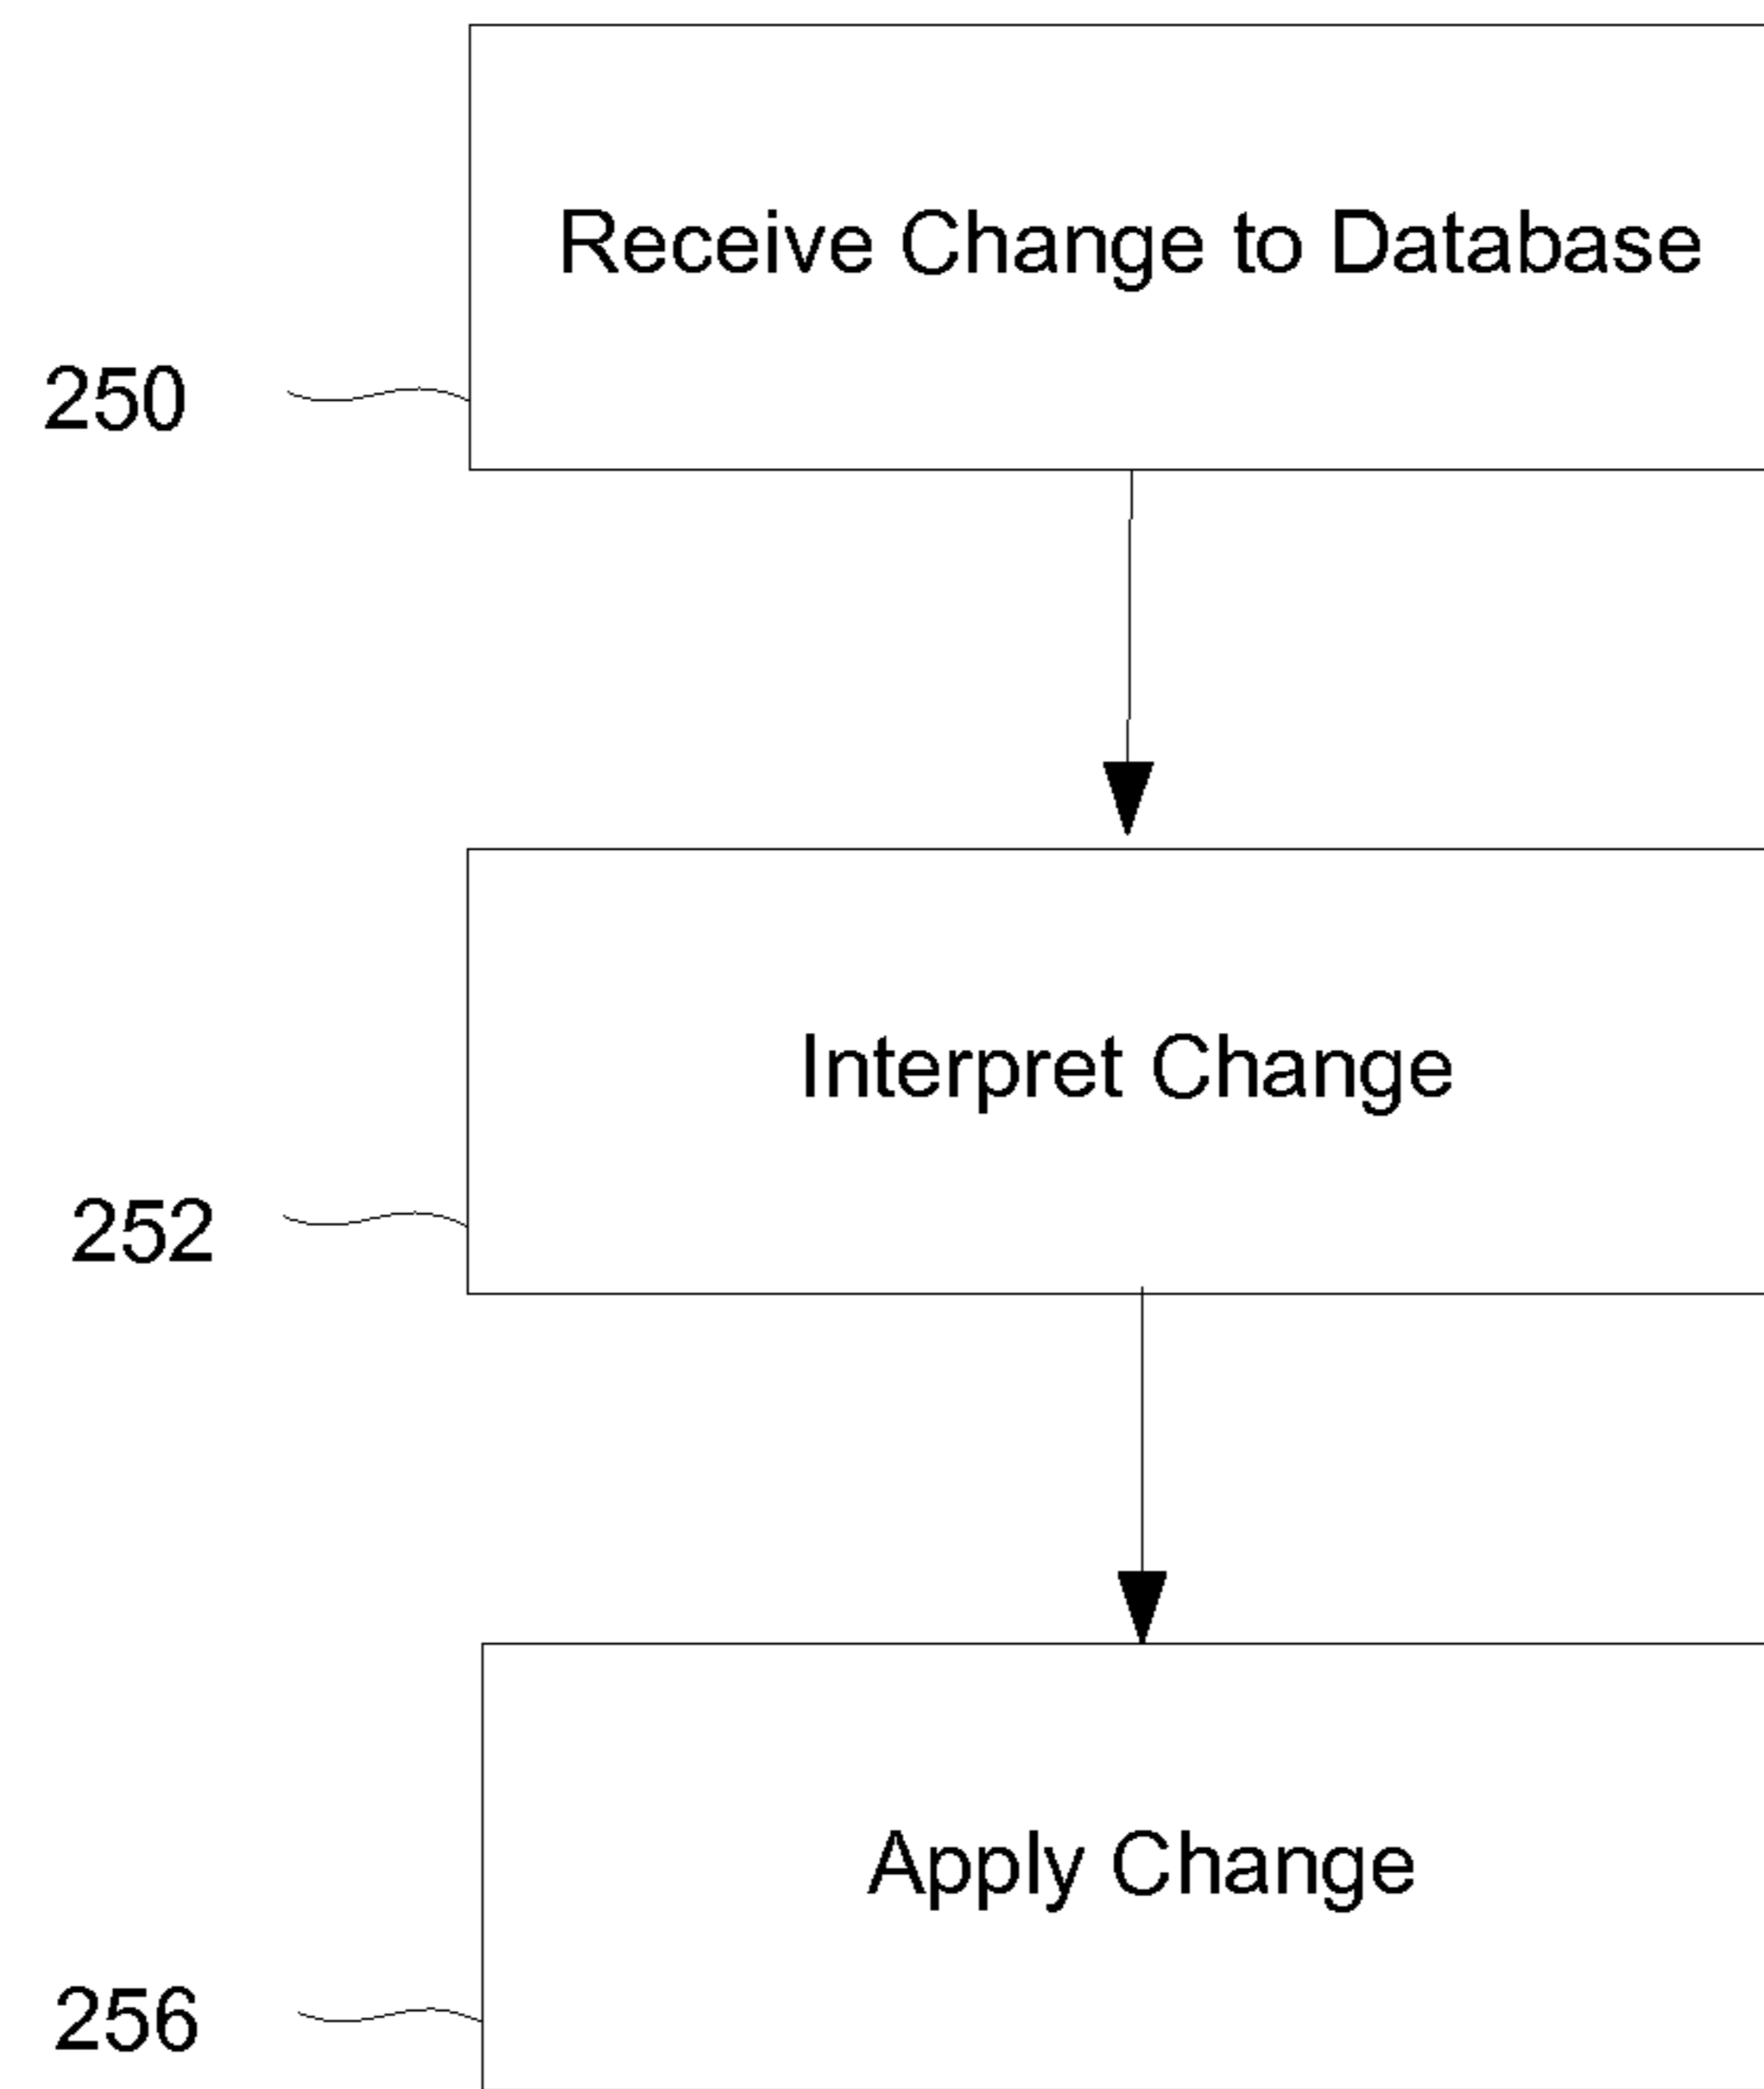 Receive Change to Database
250
Interpret Change
252
Apply Change
256